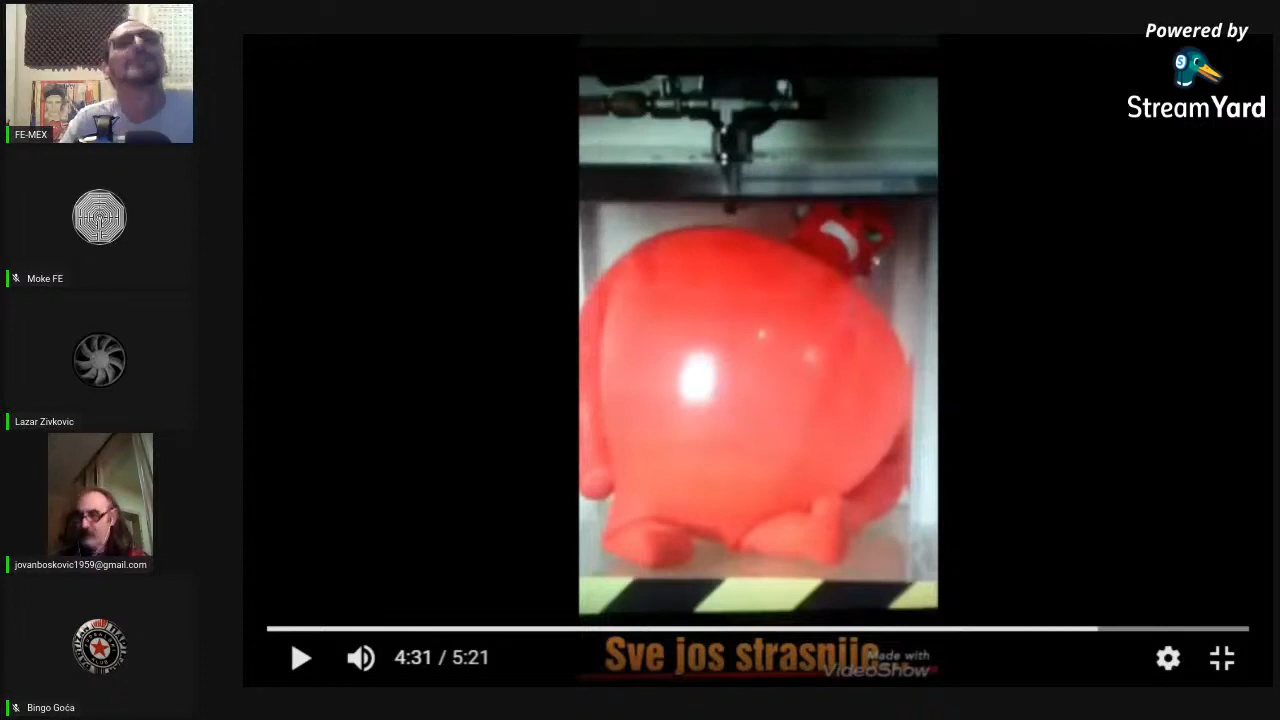 Powered by
StreamYard
FE-MEX
Moke FE
Lazar Zivkovic
jovanboskovic1959@gmail.com
Bingo Goća
4:31 / 5:21
Sve jos strasnije
Made with
VideoShow